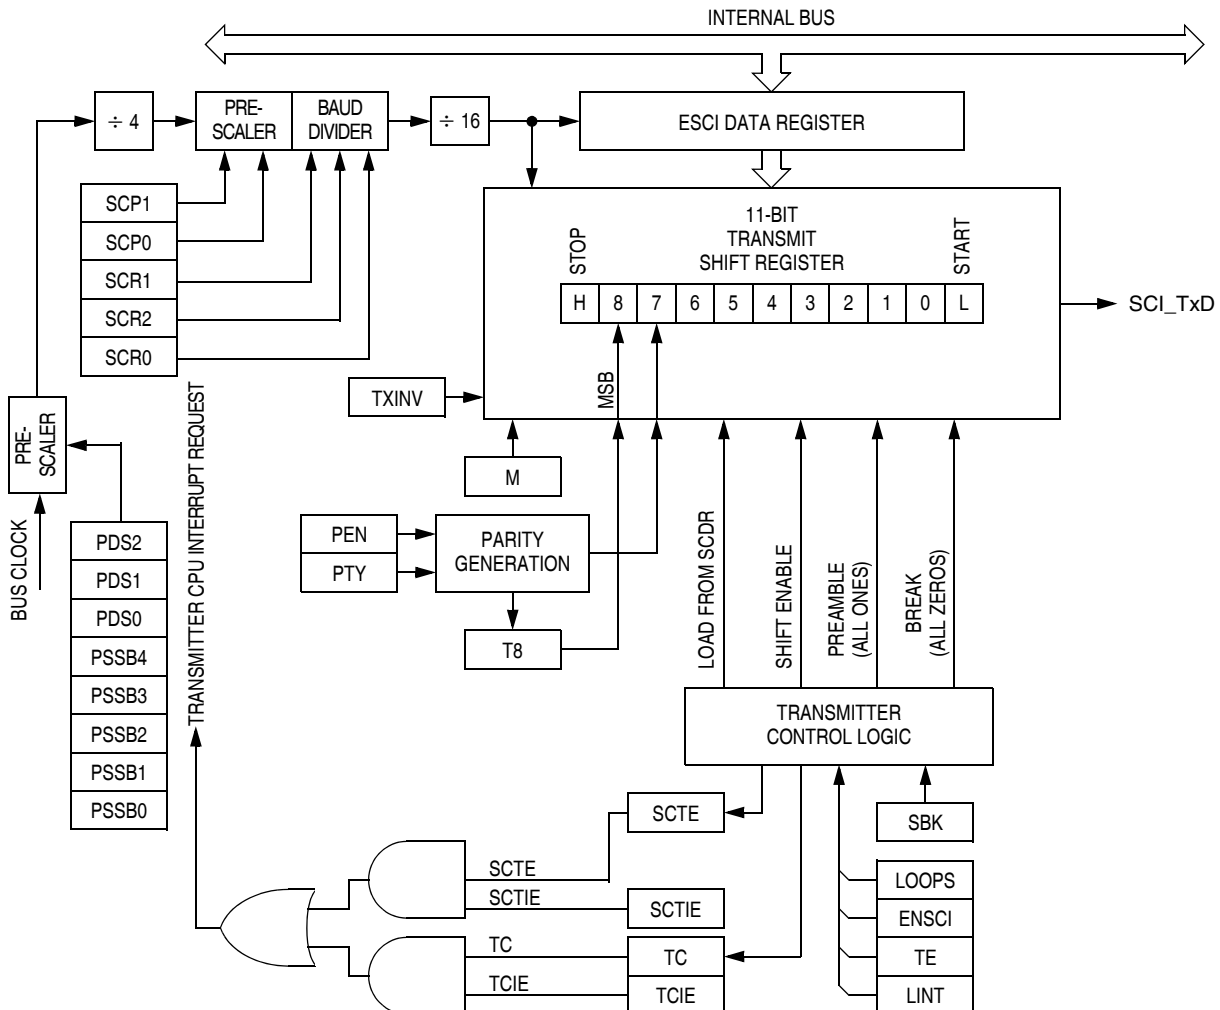 INTERNAL BUS
÷ 4
PRE-
SCALER
BAUD
DIVIDER
÷ 16
ESCI DATA REGISTER
SCP1
SCP0
SCR1
SCR2
SCR0
11-BIT
TRANSMIT
SHIFT REGISTER
STOP
START
H 8 7 6 5 4 3 2 1 0 L
SCI_TxD
TXINV
MSB
M
PRE-
SCALER
BUS CLOCK
TRANSMITTER CPU INTERRUPT REQUEST
PEN
PTY
PARITY
GENERATION
T8
LOAD FROM SCDR
SHIFT ENABLE
PREAMBLE
(ALL ONES)
BREAK
(ALL ZEROS)
PDS2
PDS1
PDS0
PSSB4
PSSB3
PSSB2
PSSB1
PSSB0
TRANSMITTER
CONTROL LOGIC
SCTE
SBK
SCTE
SCTIE
SCTIE
LOOPS
ENSCI
TE
LINT
TC
TC
TCIE
TCIE